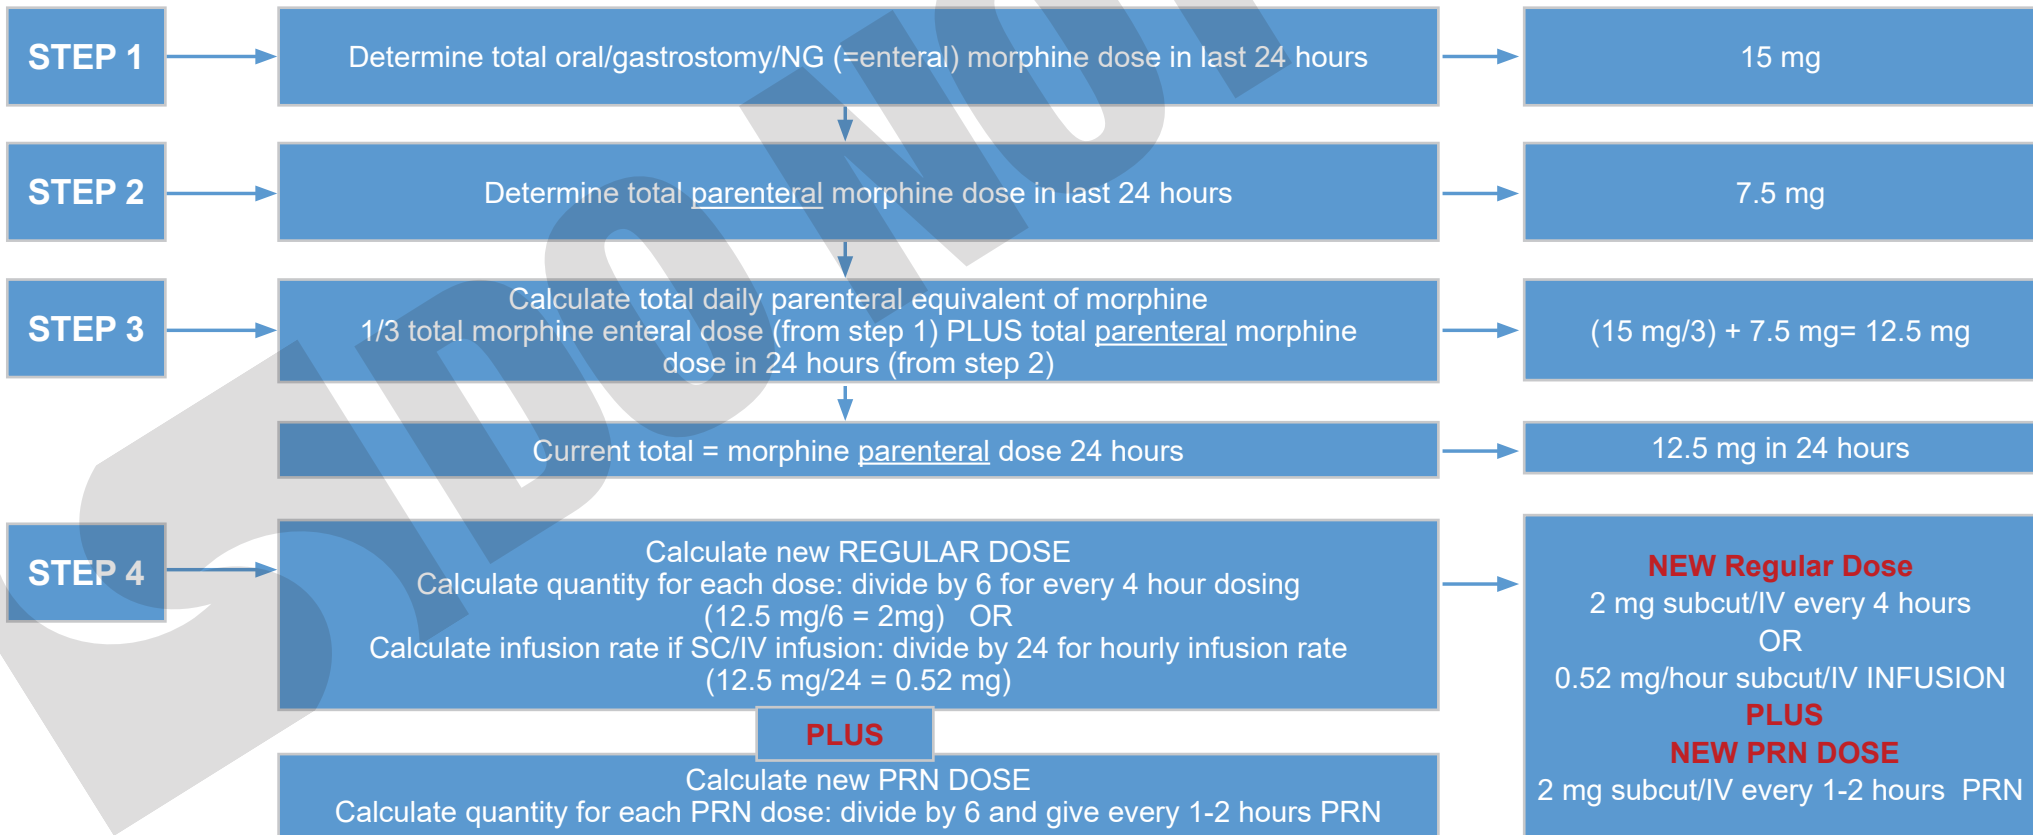 STEP 1
Determine total oral/gastrostomy/NG (=enteral) morphine dose in last 24 hours
15 mg
STEP 2
Determine total parenteral morphine dose in last 24 hours
7.5 mg
STEP 3
Calculate total daily parenteral equivalent of morphine
1/3 total morphine enteral dose (from step 1) PLUS total parenteral morphine
dose in 24 hours (from step 2)
(15 mg/3) + 7.5 mg= 12.5 mg
Current total = morphine parenteral dose 24 hours
12.5 mg in 24 hours
STEP 4
Calculate new REGULAR DOSE
Calculate quantity for each dose: divide by 6 for every 4 hour dosing
(12.5 mg/6 = 2mg) OR
Calculate infusion rate if SC/IV infusion: divide by 24 for hourly infusion rate
(12.5 mg/24 = 0.52 mg)
PLUS
Calculate new PRN DOSE
Calculate quantity for each PRN dose: divide by 6 and give every 1-2 hours PRN
NEW Regular Dose
2 mg subcut/IV every 4 hours
OR
0.52 mg/hour subcut/IV INFUSION
PLUS
NEW PRN DOSE
2 mg subcut/IV every 1-2 hours PRN
DO NOT